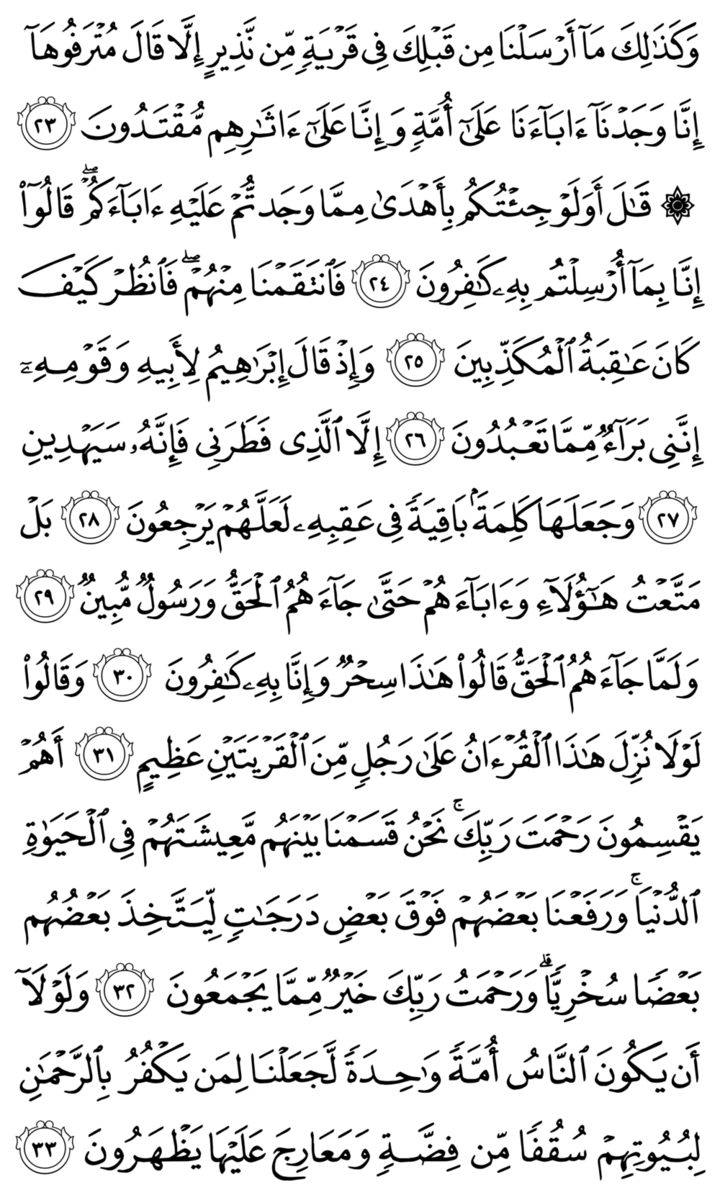 وَكَذَٰلِكَ مَآ أَرْسَلْنَا مِن قَبْلِكَ فِى قَرْيَةٍ مِّن نَّذِيرٍ إِلَّا قَالَ مُتْرَفُوهَآ
إِنَّا وَجَدْنَآ ءَابَآءَنَا عَلَىٰٓ أُمَّةٍ وَإِنَّا عَلَىٰٓ ءَاثَٰرِهِم مُّقْتَدُونَ ٢٣
۞ قَٰلَ أَوَلَوْ جِئْتُكُم بِأَهْدَىٰ مِمَّا وَجَدتُّمْ عَلَيْهِ ءَابَآءَكُمْ ۖ قَالُوٓا۟
إِنَّا بِمَآ أُرْسِلْتُم بِهِۦ كَٰفِرُونَ ٢٤ فَٱنتَقَمْنَا مِنْهُمْ ۖ فَٱنظُرْ كَيْفَ
كَانَ عَٰقِبَةُ ٱلْمُكَذِّبِينَ ٢٥ وَإِذْ قَالَ إِبْرَٰهِيمُ لِأَبِيهِ وَقَوْمِهِۦٓ
إِنَّنِى بَرَآءٌ مِّمَّا تَعْبُدُونَ ٢٦ إِلَّا ٱلَّذِى فَطَرَنِى فَإِنَّهُۥ سَيَهْدِينِ
٢٧ وَجَعَلَهَا كَلِمَةًۢ بَاقِيَةً فِى عَقِبِهِۦ لَعَلَّهُمْ يَرْجِعُونَ ٢٨ بَلْ
مَتَّعْتُ هَٰٓؤُلَآءِ وَءَابَآءَهُمْ حَتَّىٰ جَآءَهُمُ ٱلْحَقُّ وَرَسُولٌ مُّبِينٌ ٢٩
وَلَمَّا جَآءَهُمُ ٱلْحَقُّ قَالُوا۟ هَٰذَا سِحْرٌ وَإِنَّا بِهِۦ كَٰفِرُونَ ٣٠ وَقَالُوا۟
لَوْلَا نُزِّلَ هَٰذَا ٱلْقُرْءَانُ عَلَىٰ رَجُلٍ مِّنَ ٱلْقَرْيَتَيْنِ عَظِيمٍ ٣١ أَهُمْ
يَقْسِمُونَ رَحْمَتَ رَبِّكَ ۚ نَحْنُ قَسَمْنَا بَيْنَهُم مَّعِيشَتَهُمْ فِى ٱلْحَيَوٰةِ
ٱلدُّنْيَا ۚ وَرَفَعْنَا بَعْضَهُمْ فَوْقَ بَعْضٍ دَرَجَٰتٍ لِّيَتَّخِذَ بَعْضُهُم
بَعْضًا سُخْرِيًّا ۗ وَرَحْمَتُ رَبِّكَ خَيْرٌ مِّمَّا يَجْمَعُونَ ٣٢ وَلَوْلَآ
أَن يَكُونَ ٱلنَّاسُ أُمَّةً وَٰحِدَةً لَّجَعَلْنَا لِمَن يَكْفُرُ بِٱلرَّحْمَٰنِ
لِبُيُوتِهِمْ سُقُفًا مِّن فِضَّةٍ وَمَعَارِجَ عَلَيْهَا يَظْهَرُونَ ٣٣